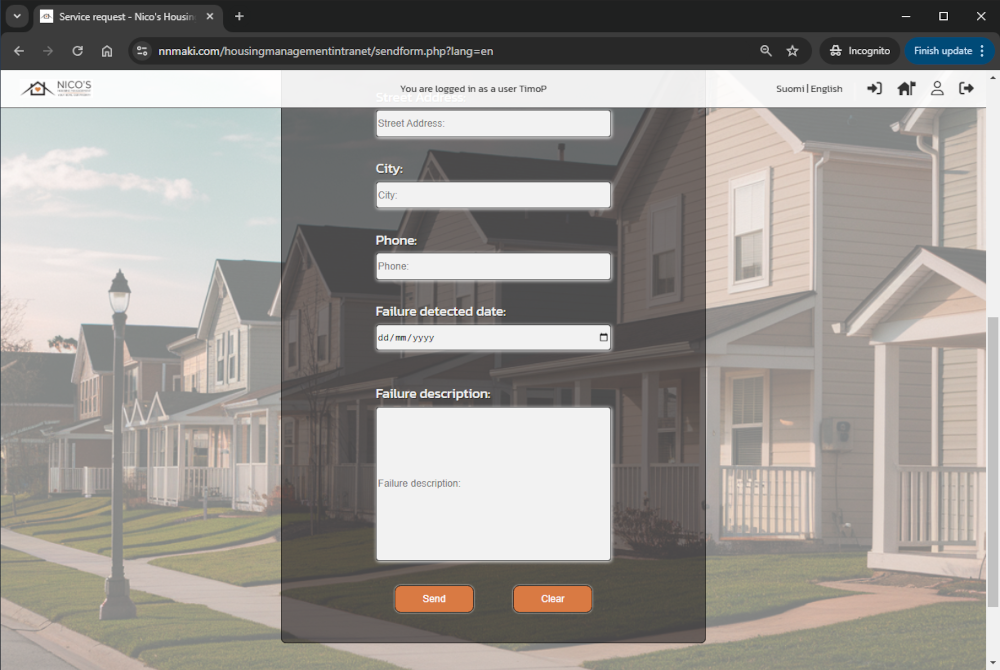 Service request - Nico's Housin
Finish update
nnmaki.com/housingmanagementintranet/sendform.php?lang=en
Incognito
NICO'S
You are logged in as a user TimoP
Suomi | English
Street Address:
Street Address:
City:
City:
Phone:
Phone:
Failure detected date:
dd/mm/yyyy
Failure description:
Failure description:
Send
Clear